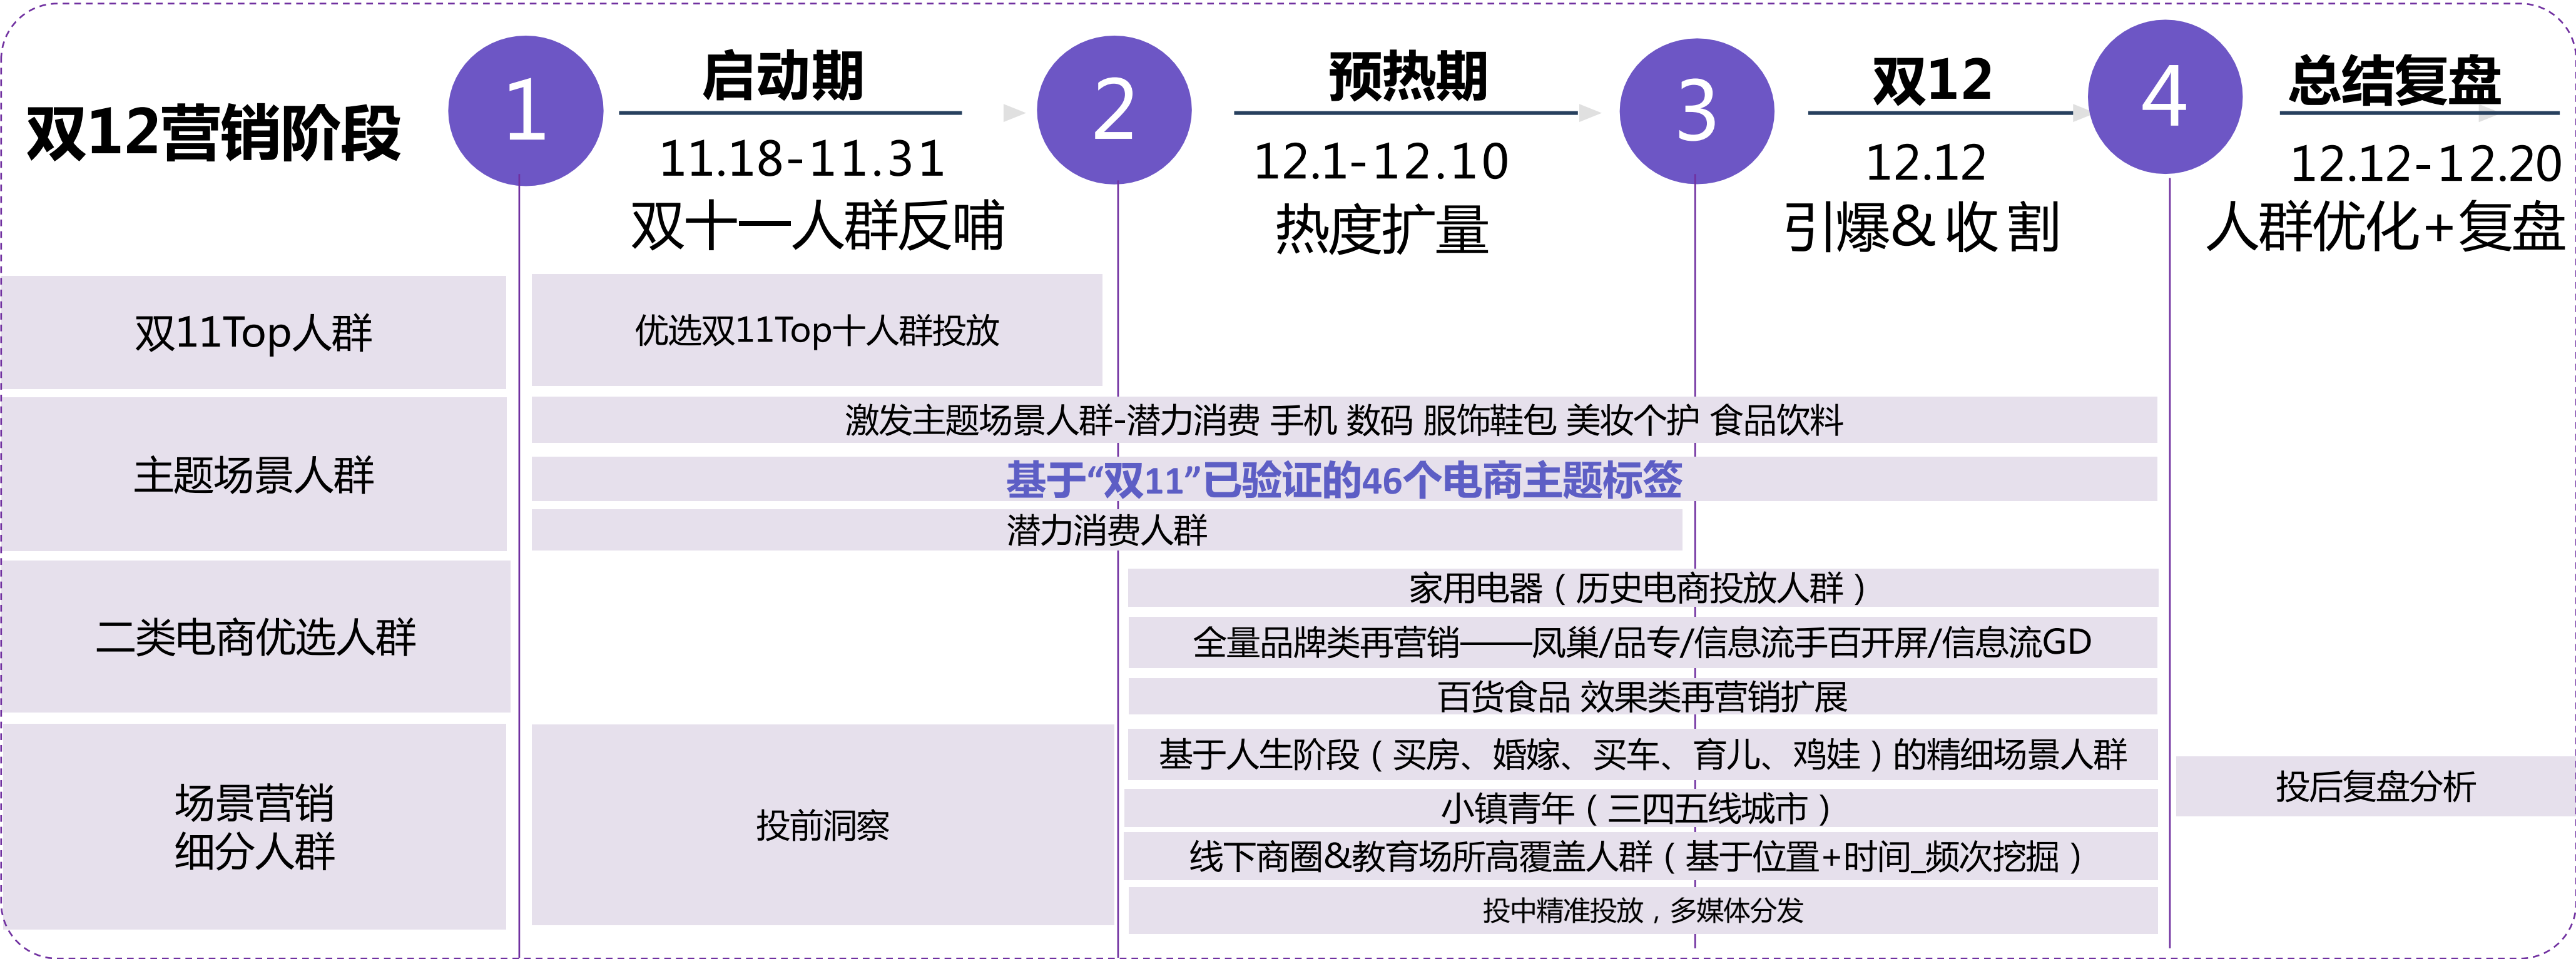 双12营销阶段
1
启动期
11.18-11.31
双十一人群反哺
2
预热期
12.1-12.10
热度扩量
3
双12
12.12
引爆&收割
4
总结复盘
12.12-12.20
人群优化+复盘
双11Top人群
优选双11Top十人群投放
主题场景人群
激发主题场景人群-潜力消费 手机 数码 服饰鞋包 美妆个护 食品饮料
基于“双11”已验证的46个电商主题标签
潜力消费人群
二类电商优选人群
家用电器（历史电商投放人群）
全量品牌类再营销——凤巢/品专/信息流手百开屏/信息流GD
百货食品 效果类再营销扩展
场景营销
细分人群
投前洞察
基于人生阶段（买房、婚嫁、买车、育儿、鸡娃）的精细场景人群
小镇青年（三四五线城市）
线下商圈&教育场所高覆盖人群（基于位置+时间_频次挖掘）
投中精准投放，多媒体分发
投后复盘分析